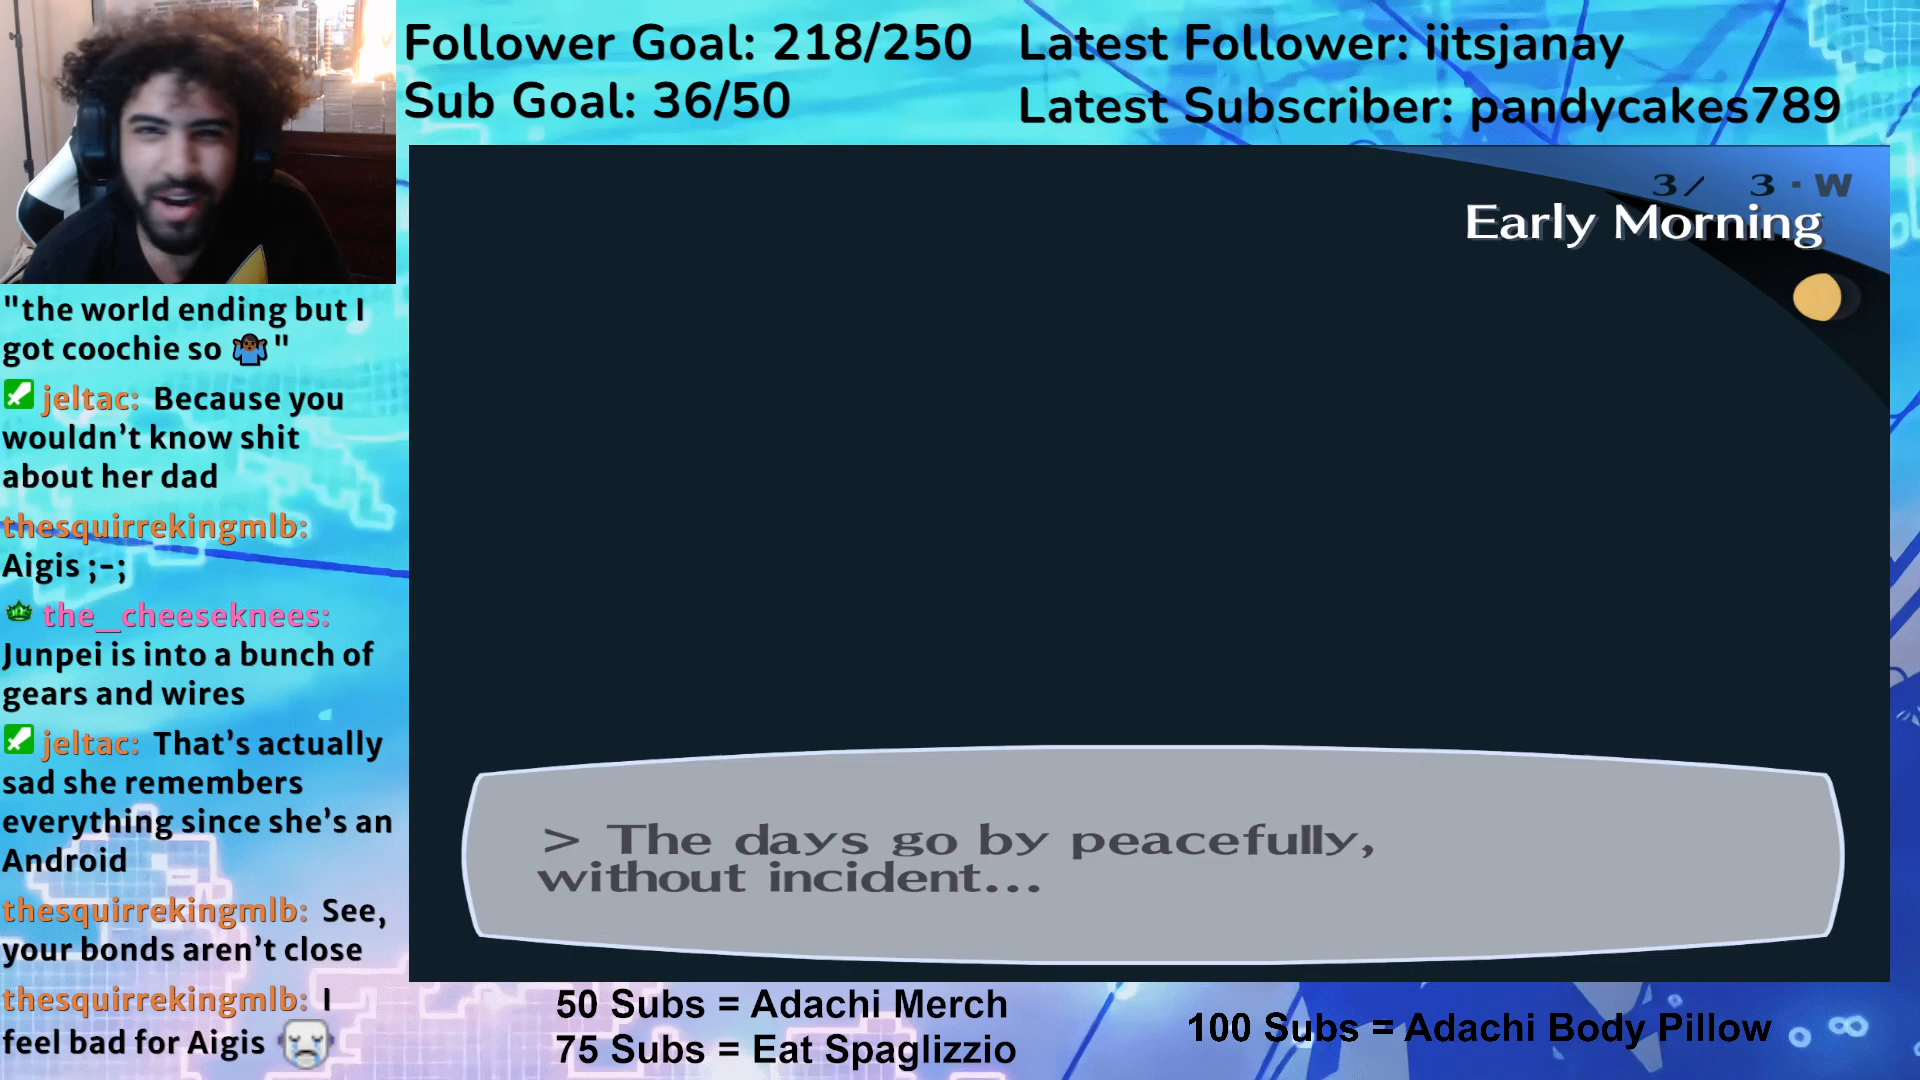 Follower Goal: 218/250
Sub Goal: 36/50
Latest Follower: iitsjanay
Latest Subscriber: pandycakes789
3/ 3·W
Early Morning
"the world ending but I
got coochie so 🤷🏾‍♂️"
jeltac: Because you
wouldn't know shit
about her dad
thesquirrekingmlb:
Aigis ;-;
the__cheeseknees:
Junpei is into a bunch of
gears and wires
jeltac: That's actually
sad she remembers
everything since she's an
Android
thesquirrekingmlb: See,
your bonds aren't close
thesquirrekingmlb: I
feel bad for Aigis
> The days go by peacefully,
without incident...
50 Subs = Adachi Merch
75 Subs = Eat Spaglizzio
100 Subs = Adachi Body Pillow